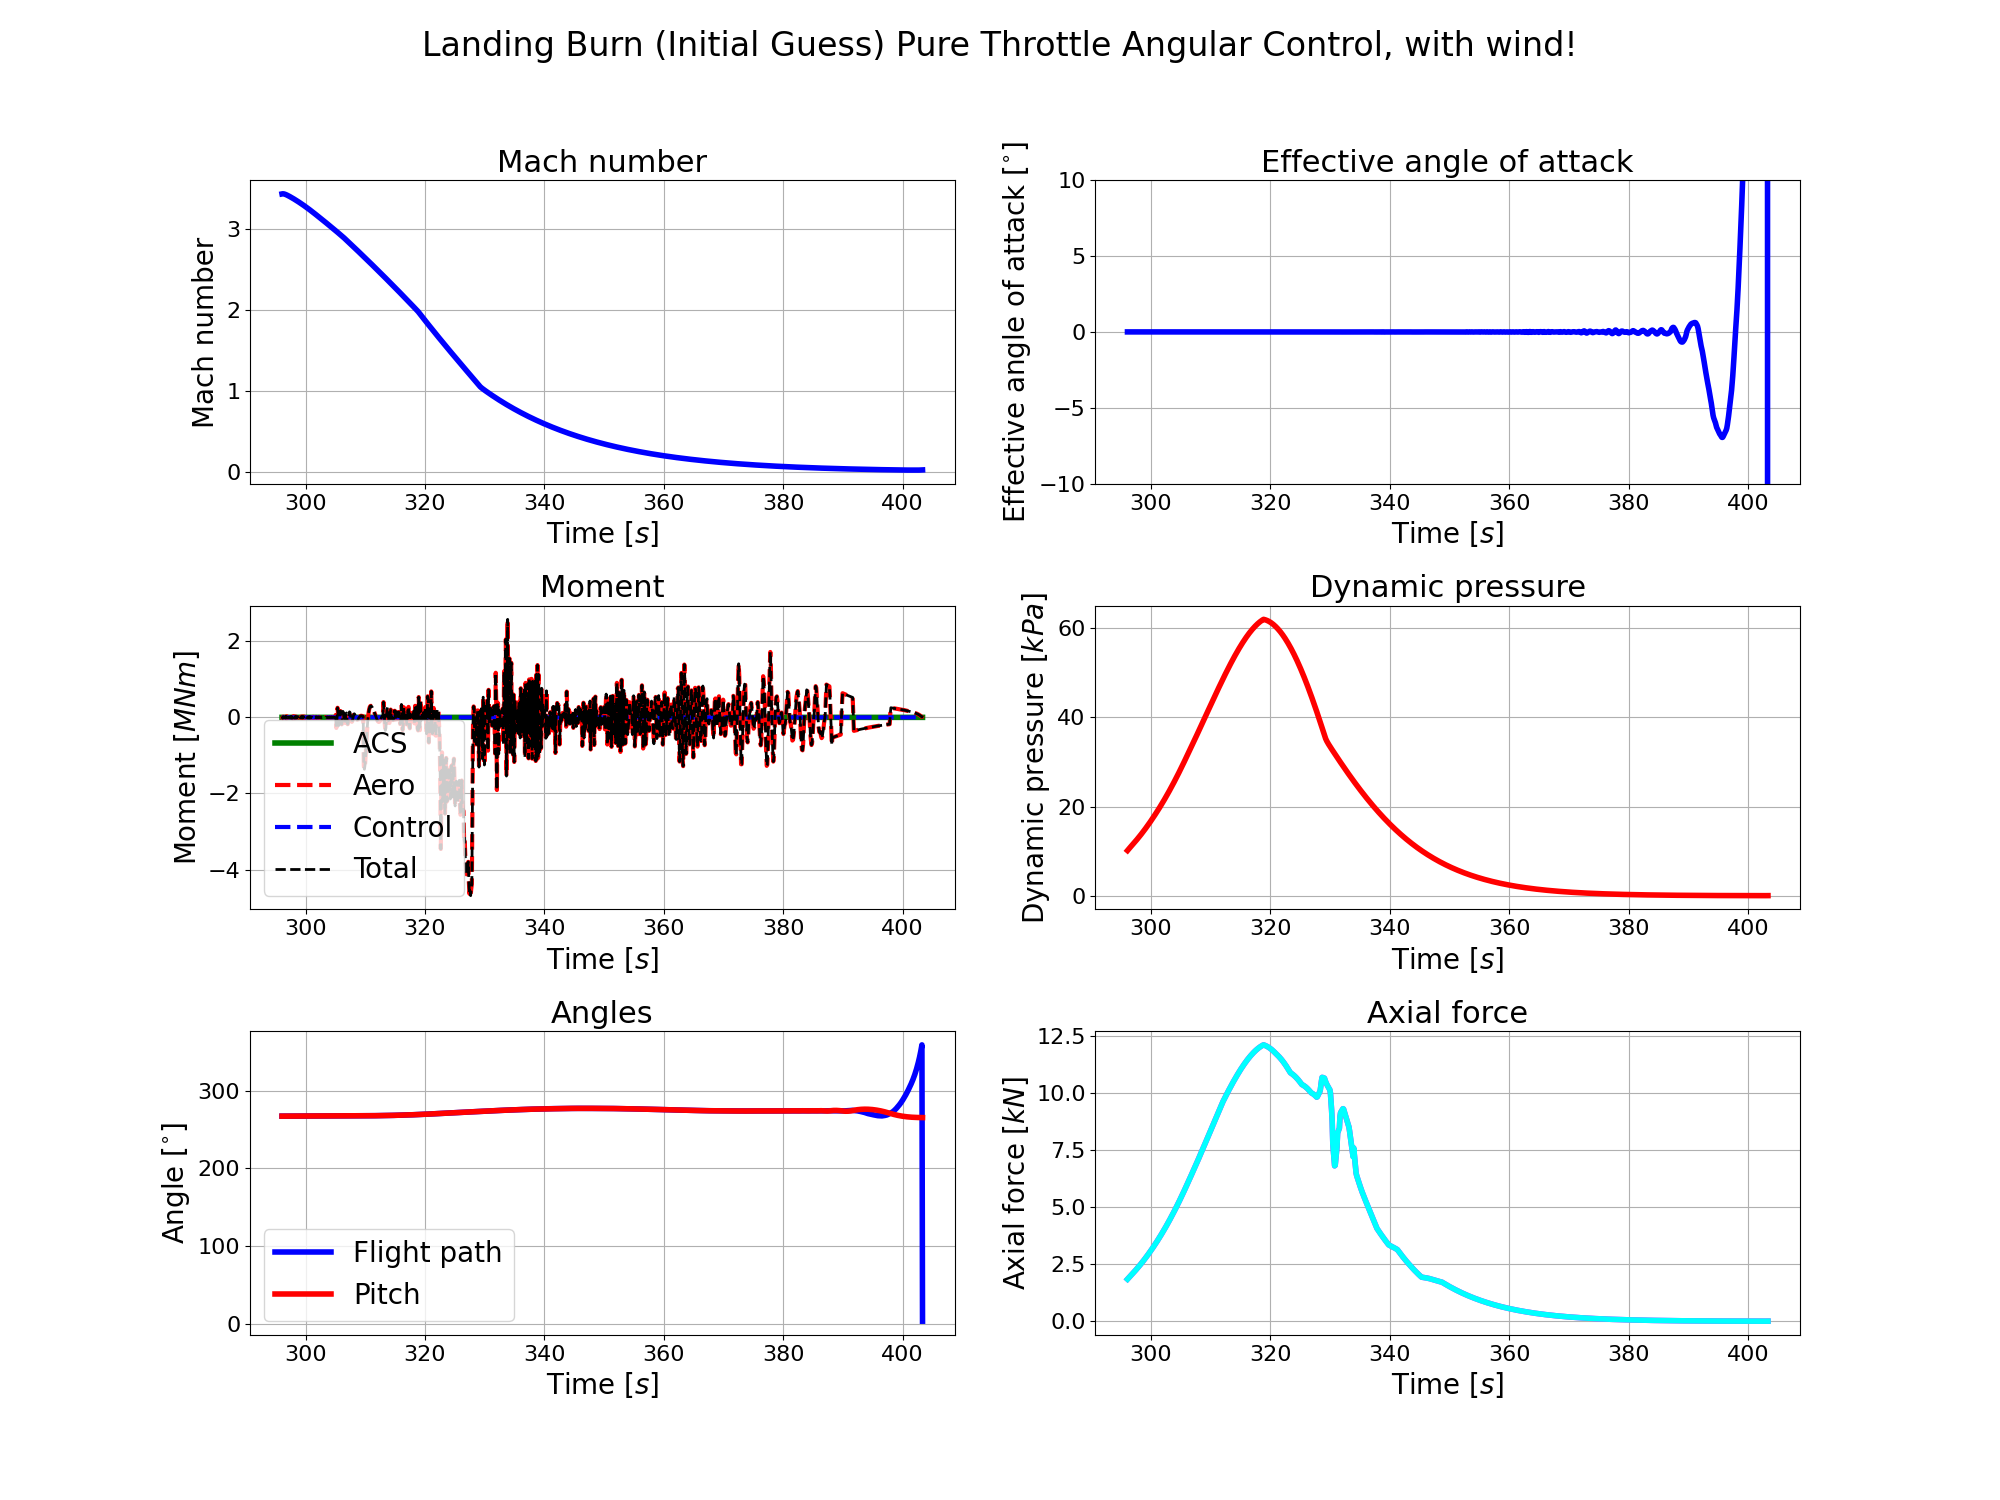 Landing Burn (Initial Guess) Pure Throttle Angular Control, with wind!
Mach number
Mach number
3
2
1
0
300 320 340 360 380 400
Time [s]
Effective angle of attack
Effective angle of attack [°]
10
5
0
−5
−10
300 320 340 360 380 400
Time [s]
Moment
Moment [MNm]
2
0
−2
−4
ACS
Aero
Control
Total
300 320 340 360 380 400
Time [s]
Dynamic pressure
Dynamic pressure [kPa]
60
40
20
0
300 320 340 360 380 400
Time [s]
Angles
Angle [°]
300
200
100
0
Flight path
Pitch
300 320 340 360 380 400
Time [s]
Axial force
Axial force [kN]
12.5
10.0
7.5
5.0
2.5
0.0
300 320 340 360 380 400
Time [s]